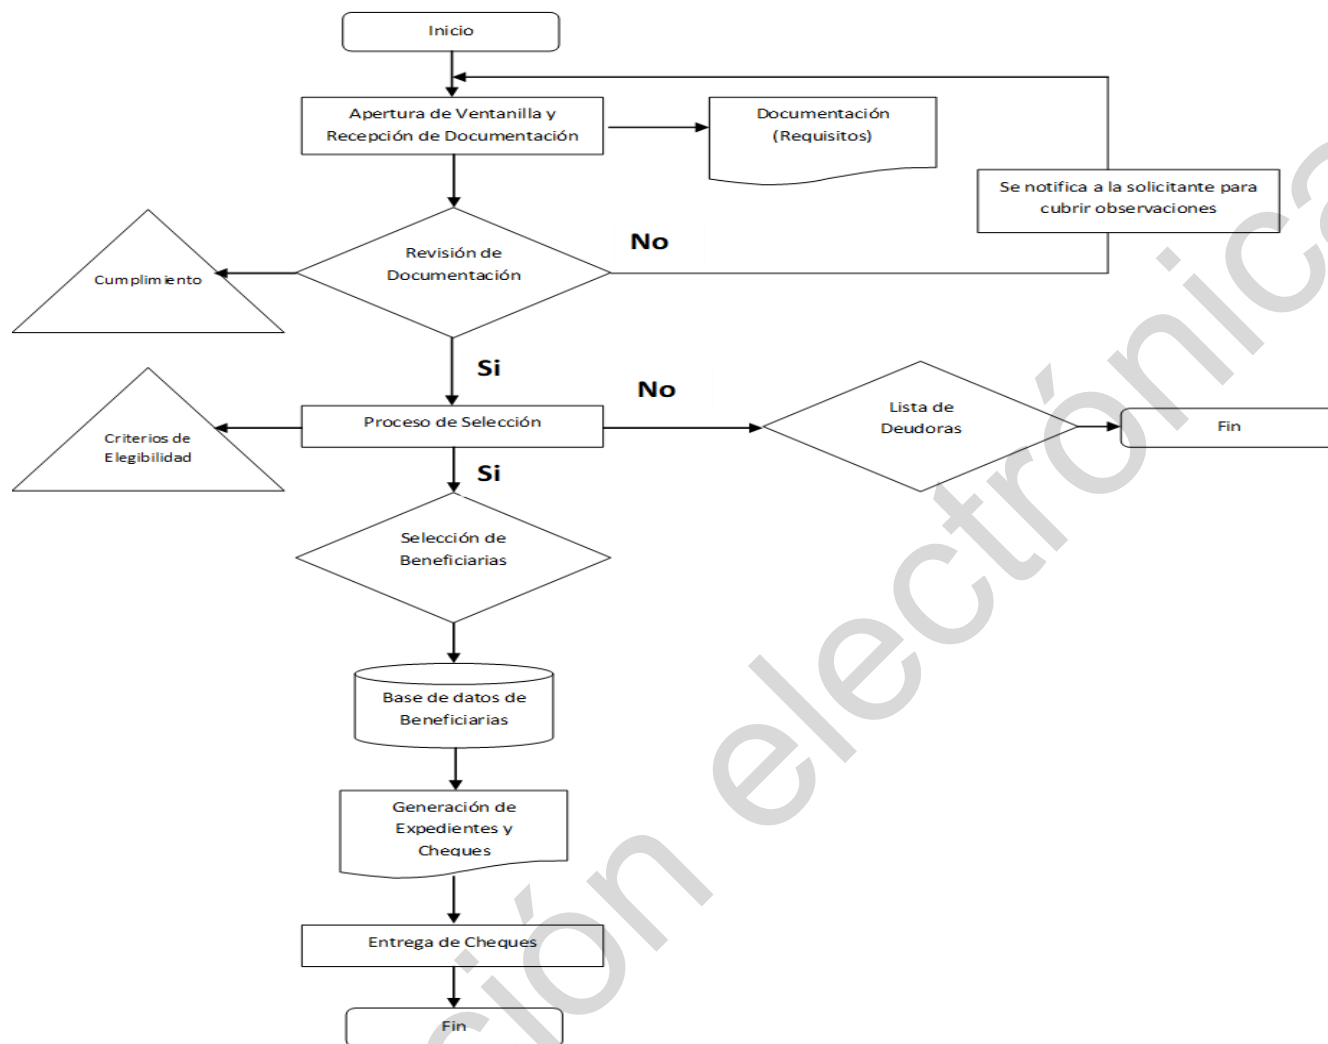 Inicio
Apertura de Ventanilla y
Recepción de Documentación
Documentación
(Requisitos)
Se notifica a la solicitante para
cubrir observaciones
No
Revisión de
Documentación
Cumplimiento
Si
No
Proceso de Selección
Lista de
Deudoras
Fin
Criterios de
Elegibilidad
Si
Selección de
Beneficiarias
Base de datos de
Beneficiarias
Generación de
Expedientes y
Cheques
Entrega de Cheques
Fin
ción electrónica